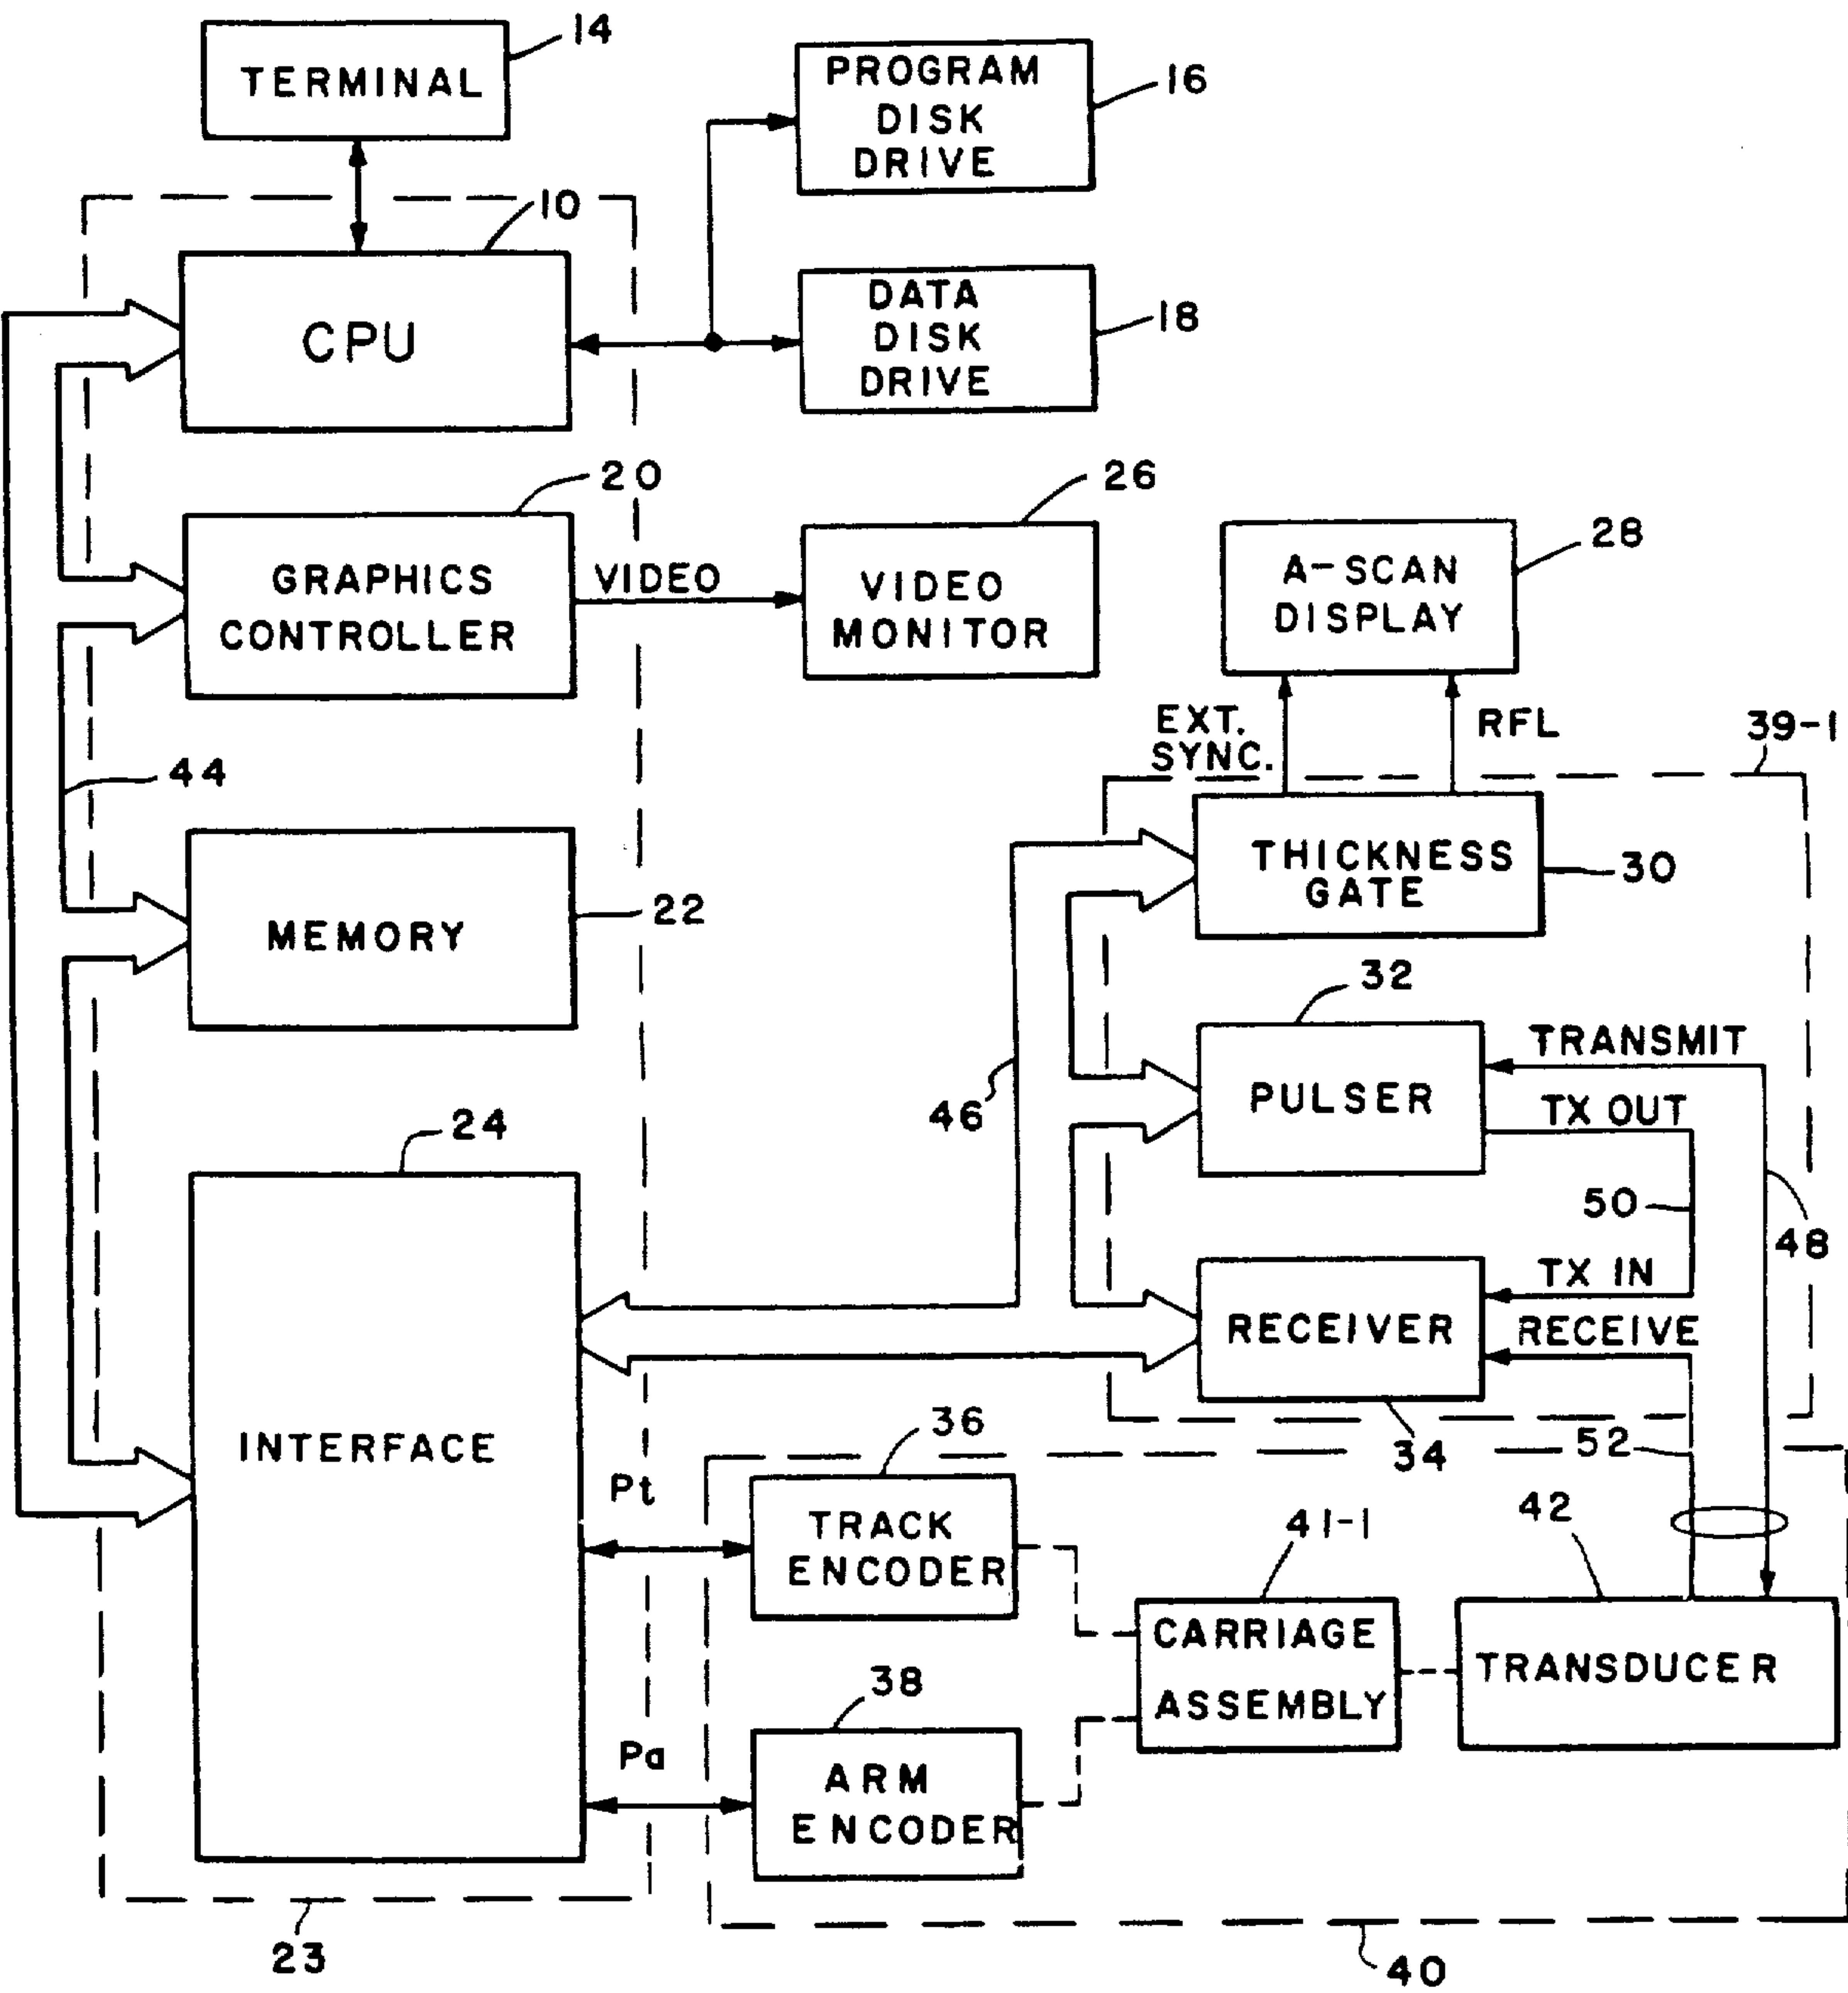 TERMINAL
14
PROGRAM
DISK
DRIVE
16
10
CPU
DATA
DISK
DRIVE
18
20
GRAPHICS
CONTROLLER
VIDEO
26
VIDEO
MONITOR
28
A-SCAN
DISPLAY
EXT.
SYNC.
RFL
39-1
44
MEMORY
22
THICKNESS
GATE
30
32
PULSER
TRANSMIT
TX OUT
46
50
48
24
INTERFACE
TX IN
RECEIVER
RECEIVE
34
52
36
Pt
TRACK
ENCODER
41-1
CARRIAGE
ASSEMBLY
42
TRANSDUCER
38
Pa
ARM
ENCODER
23
40